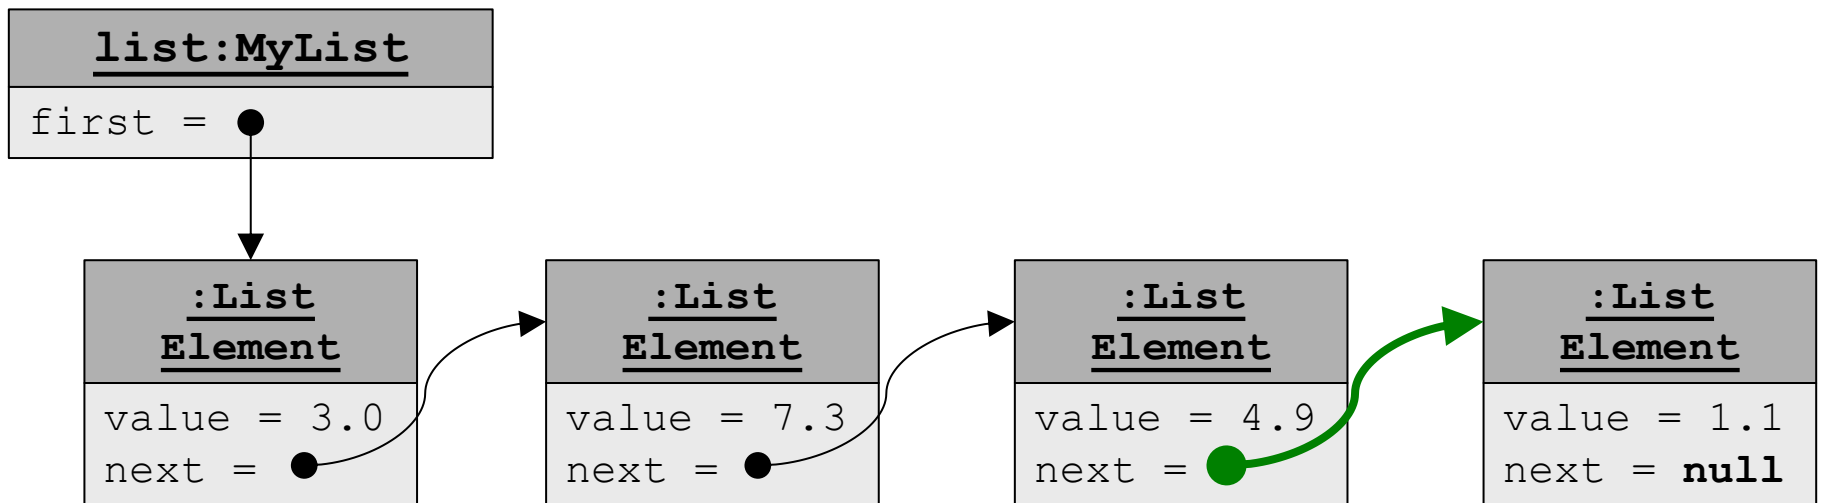 list:MyList
first =
:List
Element
value = 3.0
next =
:List
Element
value = 7.3
next =
:List
Element
value = 4.9
next =
:List
Element
value = 1.1
next = null